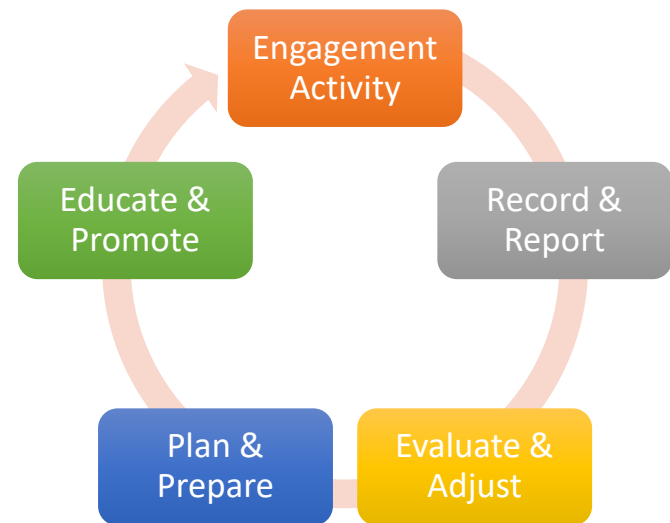 Engagement
Activity
Record &
Report
Evaluate &
Adjust
Plan &
Prepare
Educate &
Promote